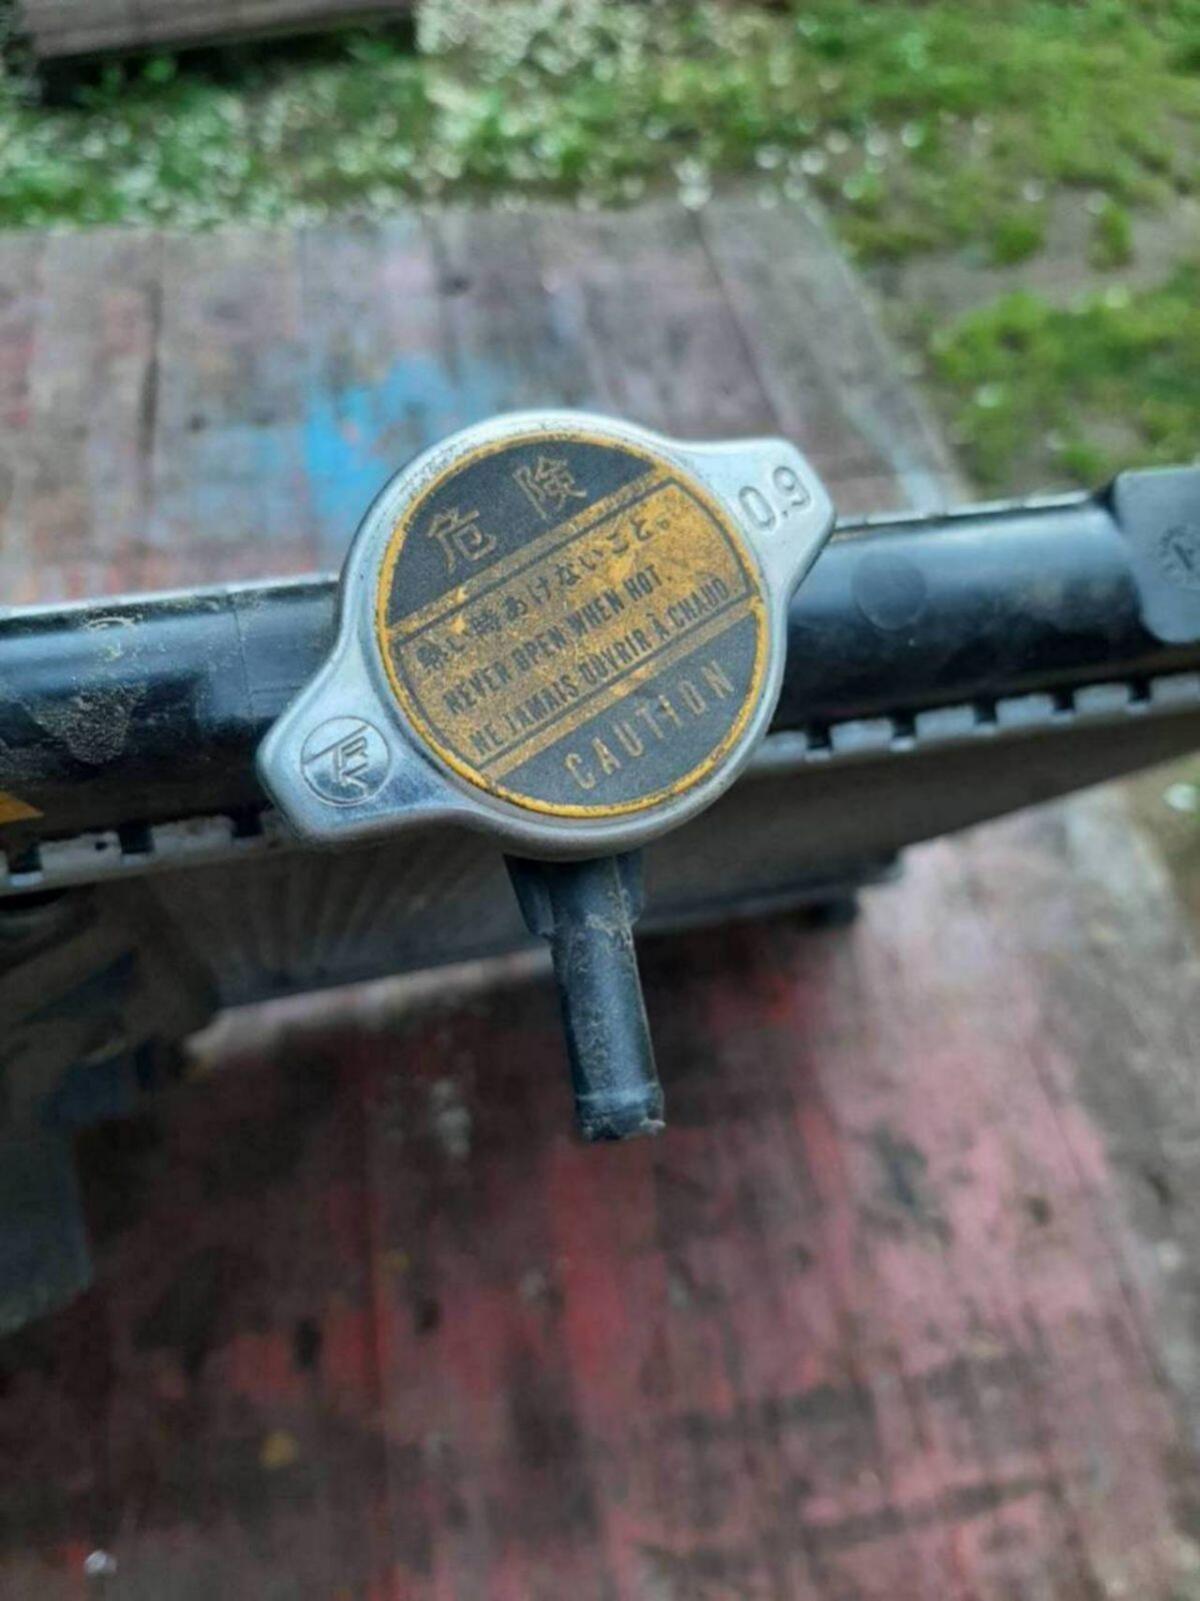 危険
0.9
熱い時あけないこと。
NEVER OPEN WHEN HOT.
NE JAMAIS OUVRIR À CHAUD
CAUTION